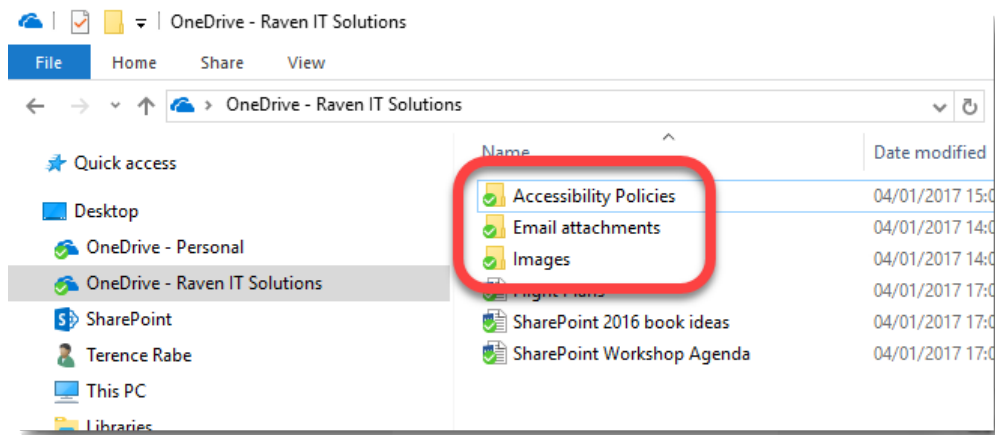 OneDrive - Raven IT Solutions
File Home Share View
OneDrive - Raven IT Solutions
Name Date modified
Quick access
Desktop
OneDrive - Personal
OneDrive - Raven IT Solutions
SharePoint
Terence Rabe
This PC
Libraries
Accessibility Policies 04/01/2017 15:0
Email attachments 04/01/2017 14:0
Images 04/01/2017 14:0
Flight Plans 04/01/2017 17:0
SharePoint 2016 book ideas 04/01/2017 17:0
SharePoint Workshop Agenda 04/01/2017 17:0